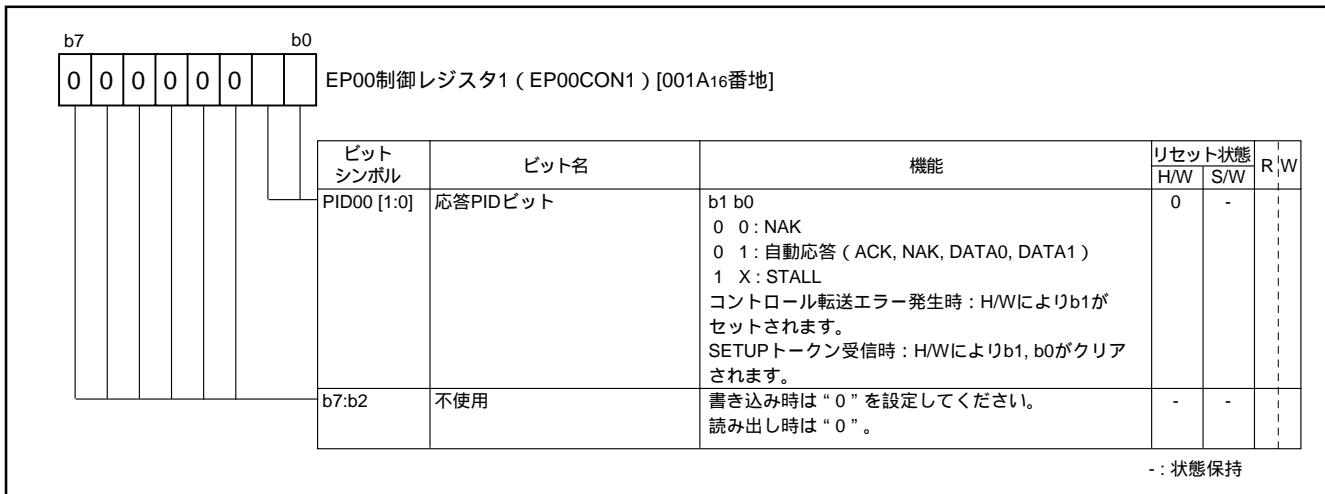 b7 b0
0 0 0 0 0 0 EP00制御レジスタ1（EP00CON1）[001A16番地]
ビット
シンボル ビット名 機能 リセット状態 R W
H/W S/W
PID00 [1:0] 応答PIDビット b1 b0 0 -
0 0 : NAK
0 1 : 自動応答（ACK, NAK, DATA0, DATA1）
1 X : STALL
コントロール転送エラー発生時：H/Wによりb1が
セットされます。
SETUPトークン受信時：H/Wによりb1, b0がクリア
されます。
b7:b2 不使用 書き込み時は“0”を設定してください。 - -
読み出し時は“0”。
- : 状態保持